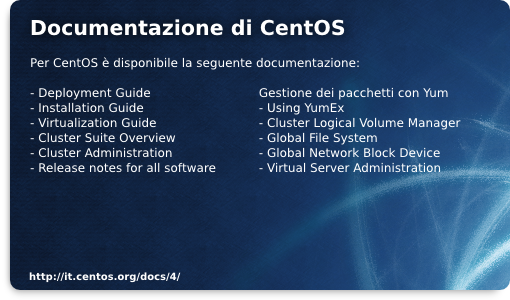 Documentazione di CentOS
Per CentOS è disponibile la seguente documentazione:
- Deployment Guide
- Installation Guide
- Virtualization Guide
- Cluster Suite Overview
- Cluster Administration
- Release notes for all software
Gestione dei pacchetti con Yum
- Using YumEx
- Cluster Logical Volume Manager
- Global File System
- Global Network Block Device
- Virtual Server Administration
http://it.centos.org/docs/4/